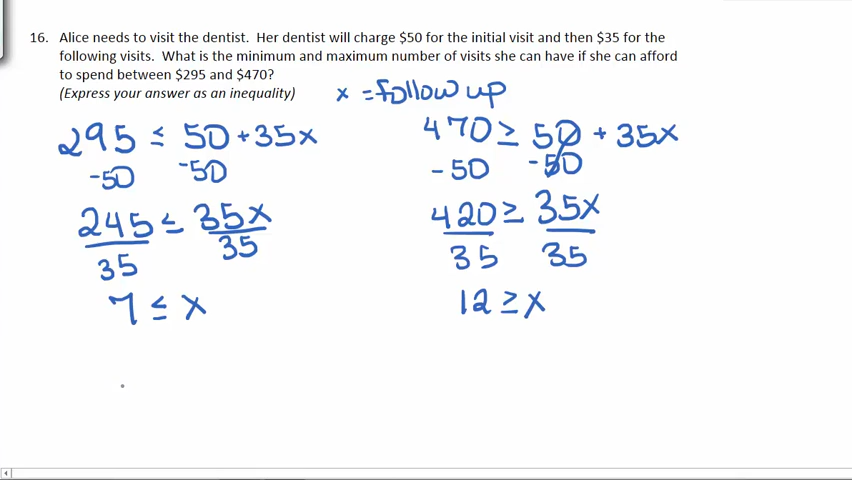 16. Alice needs to visit the dentist. Her dentist will charge $50 for the initial visit and then $35 for the
following visits. What is the minimum and maximum number of visits she can have if she can afford
to spend between $295 and $470?
(Express your answer as an inequality)
x = follow up
295 ≤ 50 + 35x
-50 -50
245 ≤ 35x
35 35
7 ≤ x
470 ≥ 50 + 35x
-50 -50
420 ≥ 35x
35 35
12 ≥ x